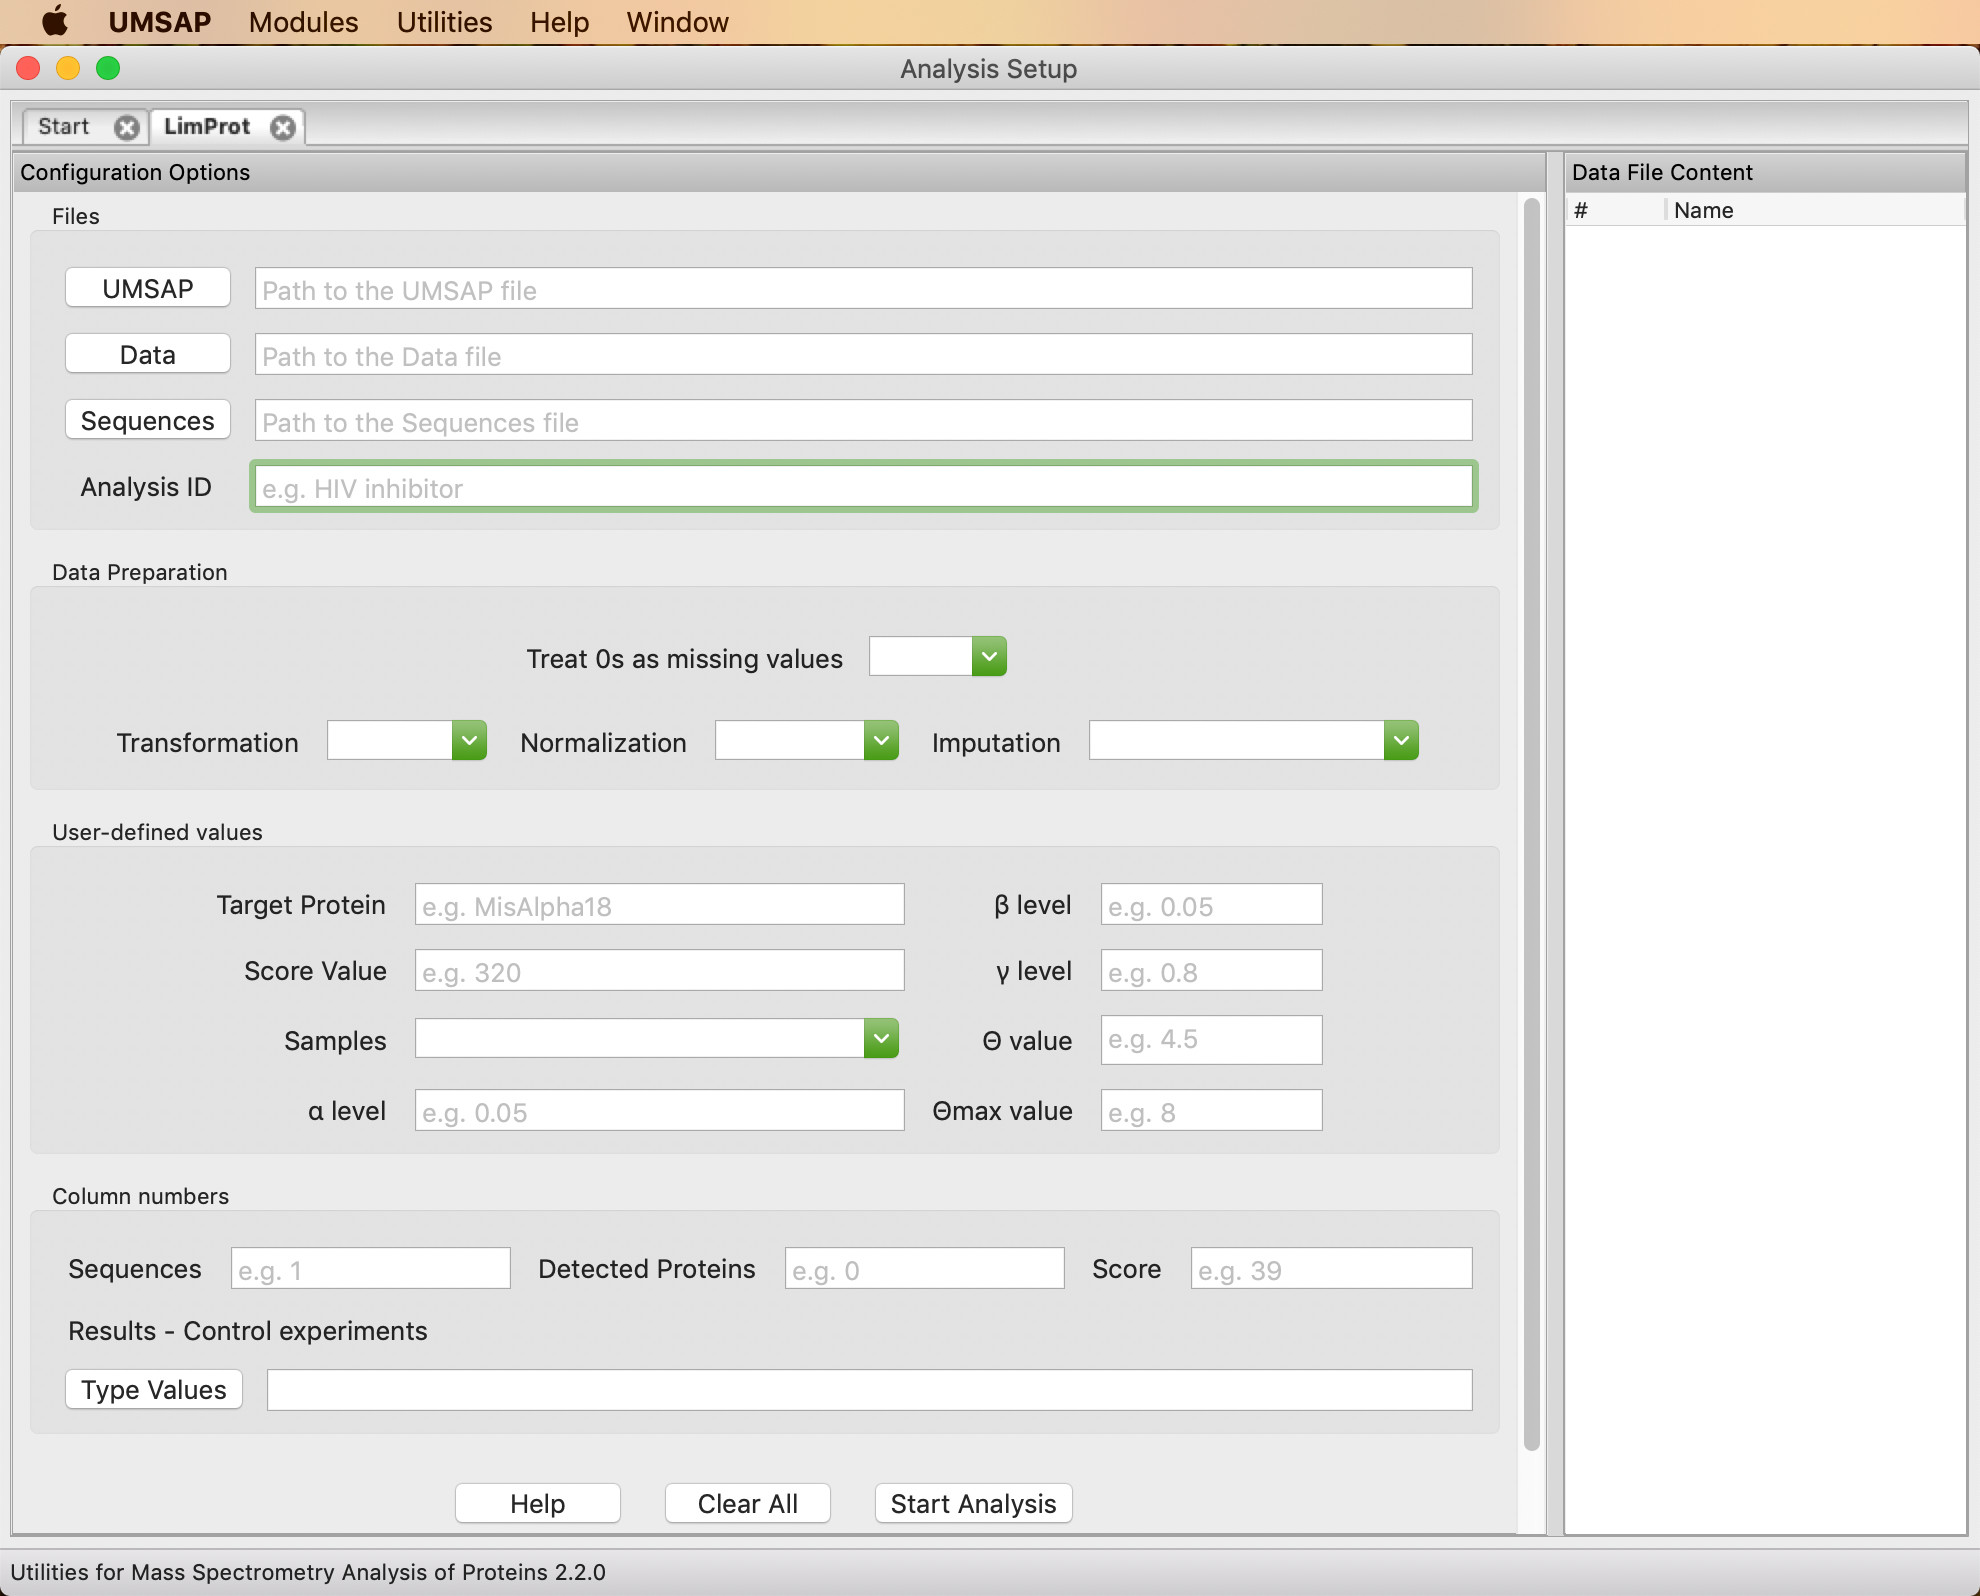 UMSAP Modules Utilities Help Window
Analysis Setup
Start LimProt
Configuration Options
Data File Content
# Name
Files
UMSAP Path to the UMSAP file
Data Path to the Data file
Sequences Path to the Sequences file
Analysis ID e.g. HIV inhibitor
Data Preparation
Treat 0s as missing values
Transformation Normalization Imputation
User-defined values
Target Protein e.g. MisAlpha18 β level e.g. 0.05
Score Value e.g. 320 γ level e.g. 0.8
Samples Θ value e.g. 4.5
α level e.g. 0.05 Θmax value e.g. 8
Column numbers
Sequences e.g. 1 Detected Proteins e.g. 0 Score e.g. 39
Results - Control experiments
Type Values
Help Clear All Start Analysis
Utilities for Mass Spectrometry Analysis of Proteins 2.2.0